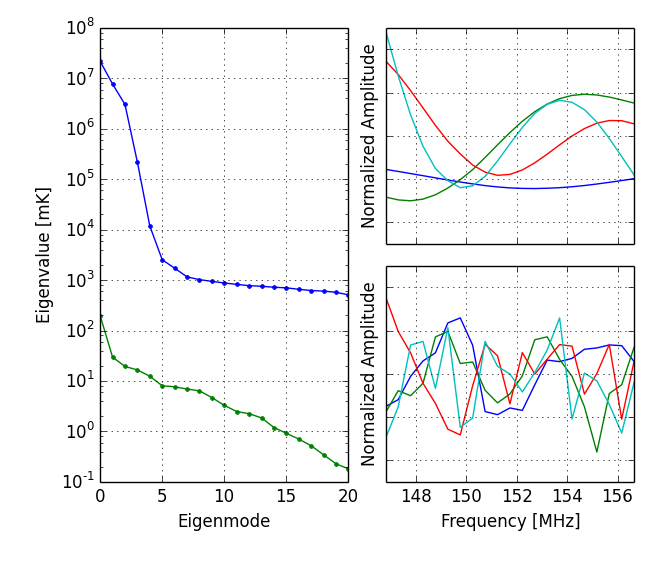 10^8
10^7
10^6
10^5
10^4
10^3
10^2
10^1
10^0
10^-1
Eigenvalue [mK]
0 5 10 15 20
Eigenmode
Normalized Amplitude
Normalized Amplitude
148 150 152 154 156
Frequency [MHz]